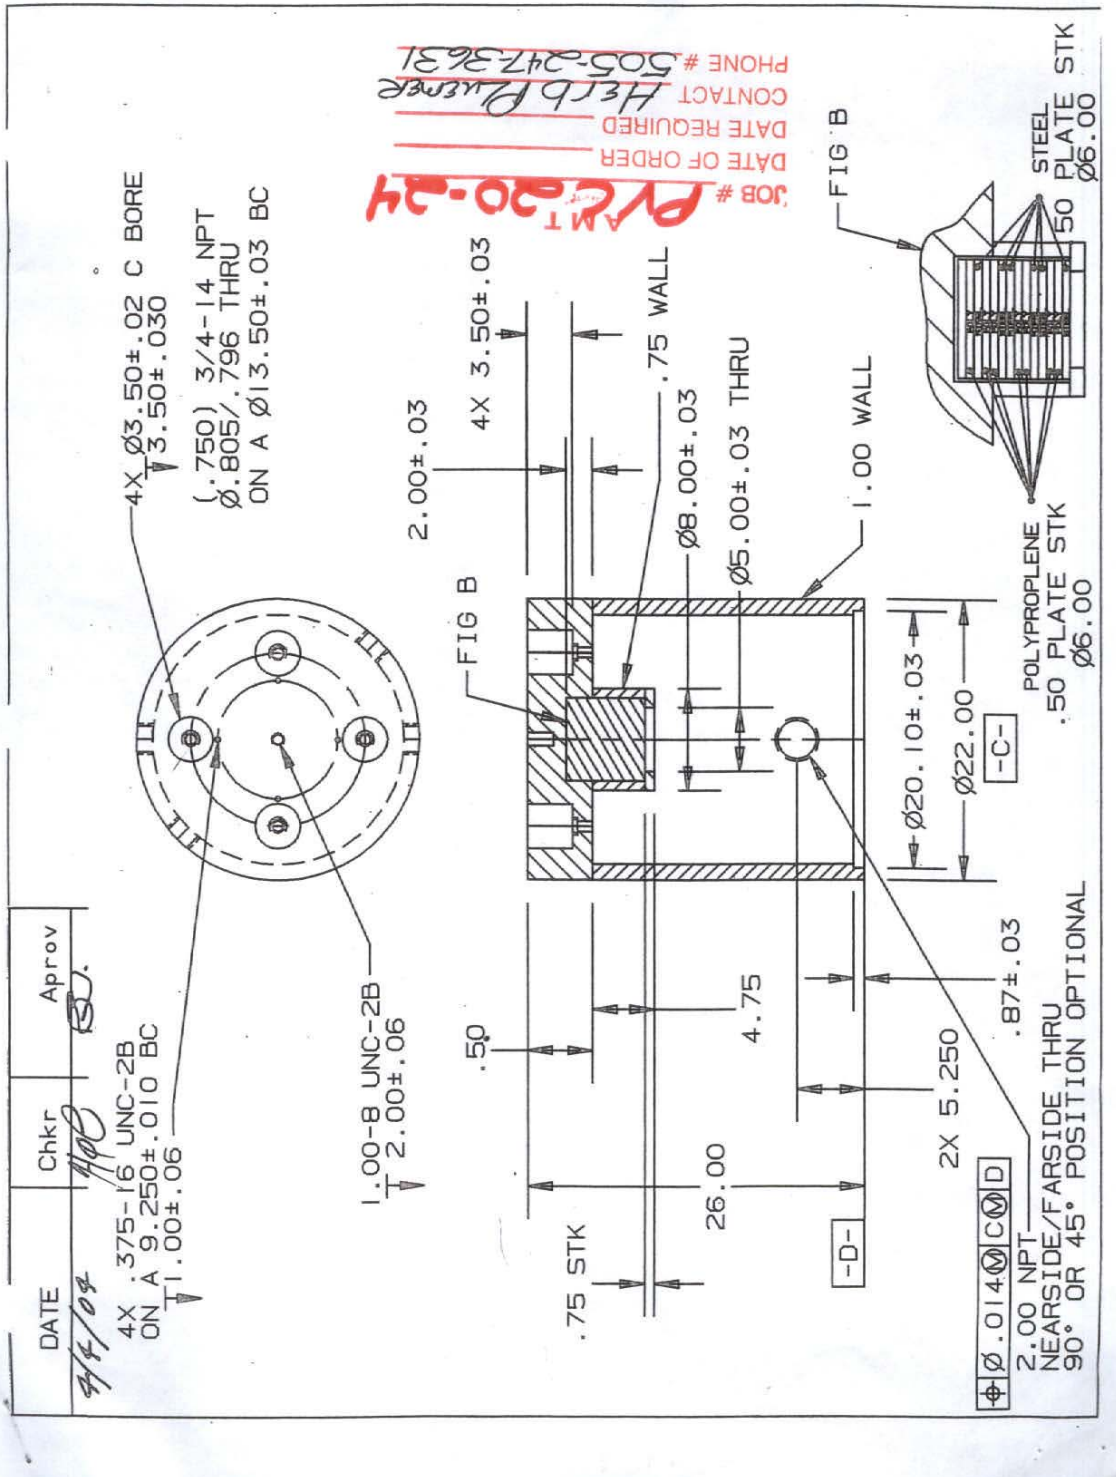 DATE
Chkr
Aprov
4X .375-16 UNC-2B
ON A 9.250±.010 BC
1.00±.06
4X Ø3.50±.02 C BORE
3.50±.030
(.750) 3/4-14 NPT
Ø.805/.796 THRU
ON A Ø13.50±.03 BC
1.00-8 UNC-2B
2.00±.06
JOB # PVC20-24
AMT
DATE OF ORDER
DATE REQUIRED
CONTACT Herb
PHONE # 505-247-3631
FIG B
2.00±.03
4X 3.50±.03
.50
.75 WALL
Ø8.00±.03
Ø5.00±.03 THRU
1.00 WALL
4.75
26.00
.75 STK
2X 5.250
.87±.03
Ø20.10±.03
Ø22.00
-C-
-D-
Ø.014ⓂCⓂD
2.00 NPT
NEARSIDE/FARSIDE THRU
90° OR 45° POSITION OPTIONAL
FIG B
POLYPROPLENE
.50 PLATE STK
Ø6.00
STEEL
.50 PLATE STK
Ø6.00